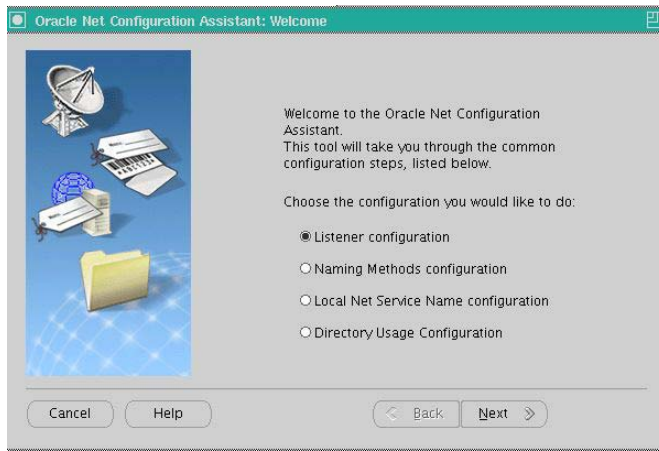 Oracle Net Configuration Assistant: Welcome
Welcome to the Oracle Net Configuration
Assistant.
This tool will take you through the common
configuration steps, listed below.
Choose the configuration you would like to do:
Listener configuration
Naming Methods configuration
Local Net Service Name configuration
Directory Usage Configuration
Cancel
Help
Back
Next